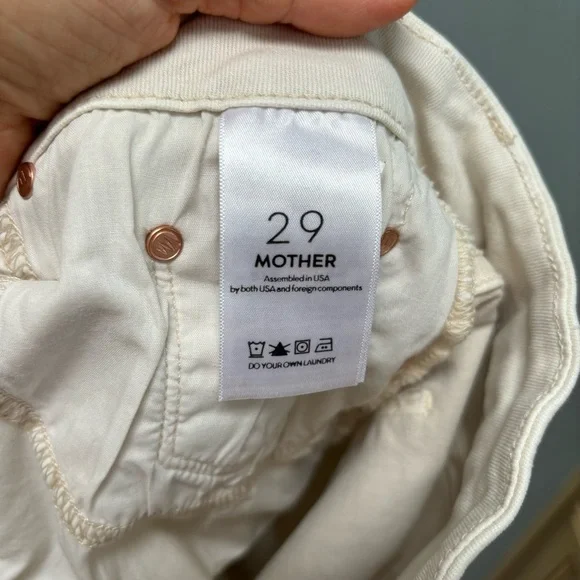 29
MOTHER
Assembled in USA
by both USA and foreign components
DO YOUR OWN LAUNDRY